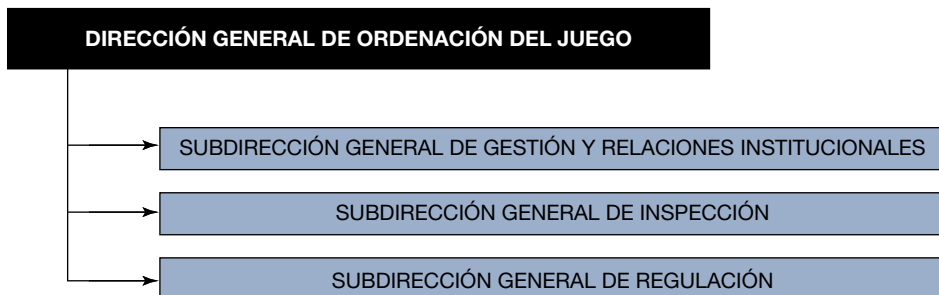 DIRECCIÓN GENERAL DE ORDENACIÓN DEL JUEGO
SUBDIRECCIÓN GENERAL DE GESTIÓN Y RELACIONES INSTITUCIONALES
SUBDIRECCIÓN GENERAL DE INSPECCIÓN
SUBDIRECCIÓN GENERAL DE REGULACIÓN